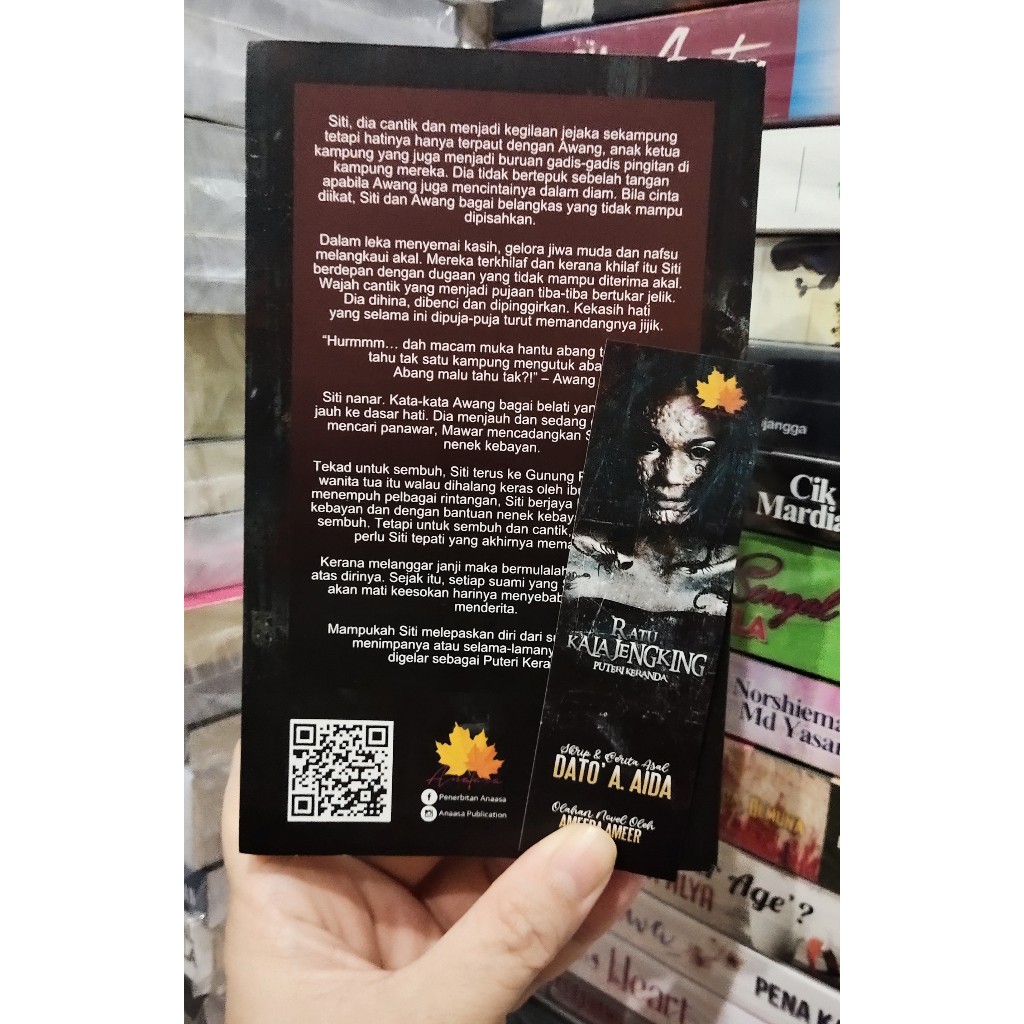 Siti, dia cantik dan menjadi kegilaan jejaka sekampung
tetapi hatinya hanya terpaut dengan Awang, anak ketua
kampung yang juga menjadi buruan gadis-gadis pingitan di
kampung mereka. Dia tidak bertepuk sebelah tangan
apabila Awang juga mencintainya dalam diam. Bila cinta
diikat, Siti dan Awang bagai belangkas yang tidak mampu
dipisahkan.
Dalam leka menyemai kasih, gelora jiwa muda dan nafsu
melangkaui akal. Mereka terkhilaf dan kerana khilaf itu Siti
berdepan dengan dugaan yang tidak mampu diterima akal.
Wajah cantik yang menjadi pujaan tiba-tiba bertukar jelik.
Dia dihina, dibenci dan dipinggirkan. Kekasih hati
yang selama ini dipuja-puja turut memandangnya jijik.
“Hurmmm… dah macam muka hantu abang
tahu tak satu kampung mengutuk
Abang malu tahu tak?!” – Awang
Siti nanar. Kata-kata Awang bagai belati
jauh ke dasar hati. Dia menjauh dan sedang
mencari panawar, Mawar mencadangkan
nenek kebayan.
Tekad untuk sembuh, Siti terus ke Gunung
wanita tua itu walau dihalang keras oleh
menempuh pelbagai rintangan, Siti berjaya
kebayan dan dengan bantuan nenek
sembuh. Tetapi untuk sembuh dan cantik,
perlu Siti tepati yang akhirnya
Kerana melanggar janji maka
atas dirinya. Sejak itu, setiap suami yang
akan mati keesokan harinya
menderita.
Mampukah Siti melepaskan diri dari
menimpanya atau
digelar sebagai Puteri
Penerbitan Anaasa
Anaasa Publication
RATU
KALA JENGKING
PUTERI KERANDA
Skrip & Cerita Asal
DATO' A. AIDA
Olahan Novel Oleh
AMEER
jangga
Cik
Mardia
Sengal
LA
Norshiema
Md Yasa
Age'?
ALYA
Heart
PENA